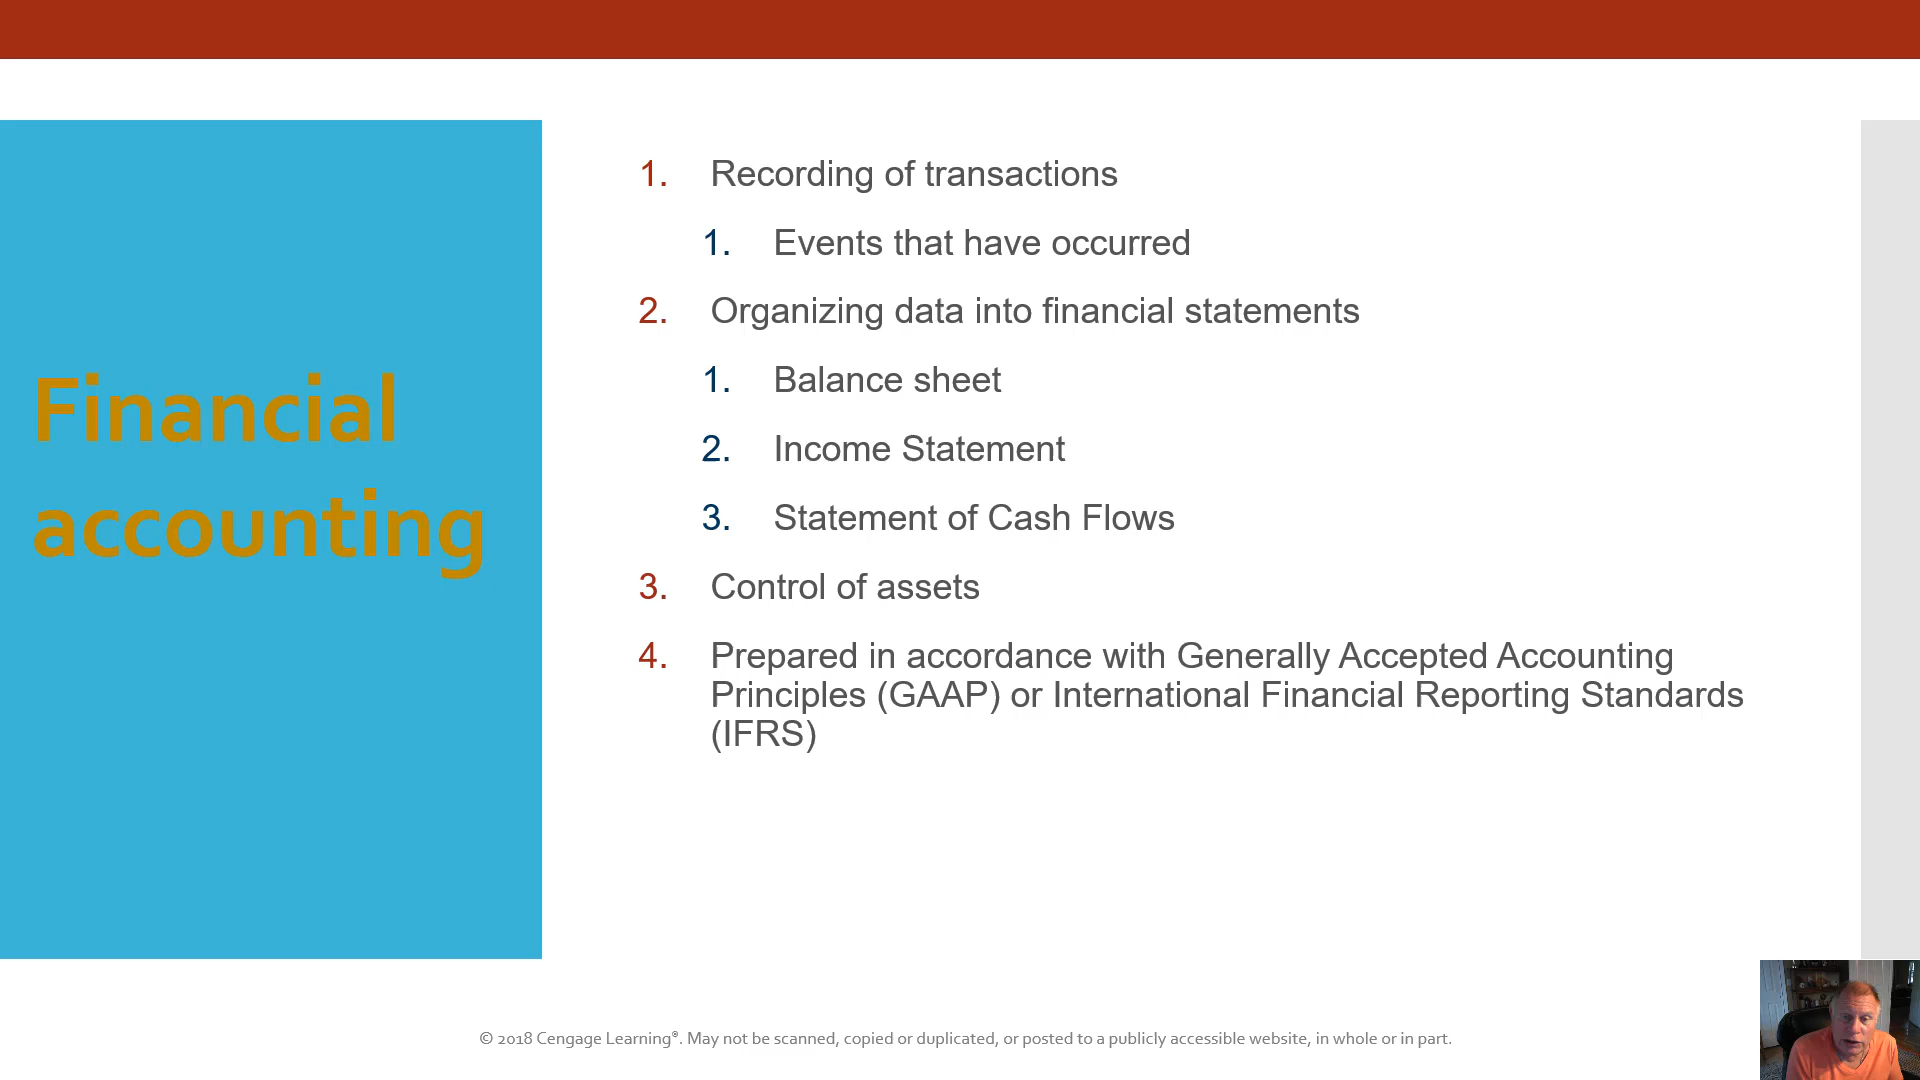 Financial
accounting
1. Recording of transactions
1. Events that have occurred
2. Organizing data into financial statements
1. Balance sheet
2. Income Statement
3. Statement of Cash Flows
3. Control of assets
4. Prepared in accordance with Generally Accepted Accounting
Principles (GAAP) or International Financial Reporting Standards
(IFRS)
© 2018 Cengage Learning®. May not be scanned, copied or duplicated, or posted to a publicly accessible website, in whole or in part.